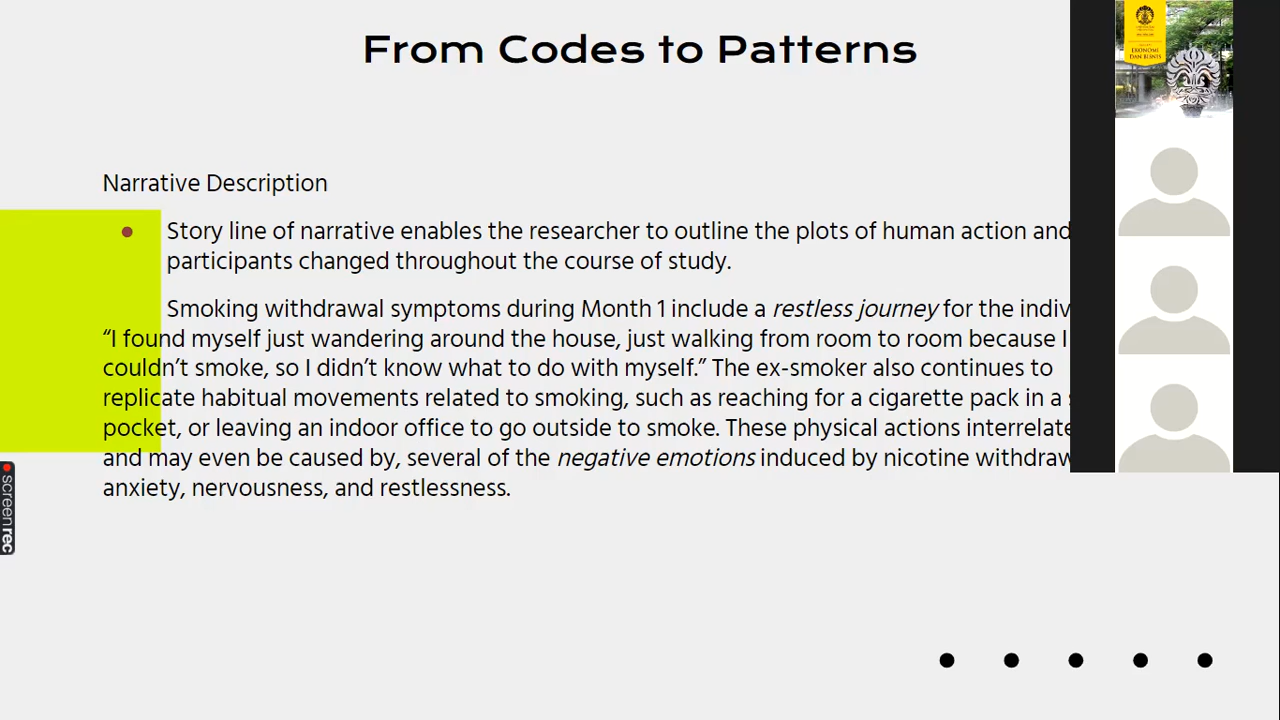 From Codes to Patterns
Narrative Description
• Story line of narrative enables the researcher to outline the plots of human action and
participants changed throughout the course of study.
Smoking withdrawal symptoms during Month 1 include a restless journey for the
“I found myself just wandering around the house, just walking from room to room because I
couldn’t smoke, so I didn’t know what to do with myself.” The ex-smoker also continues to
replicate habitual movements related to smoking, such as reaching for a cigarette pack in a
pocket, or leaving an indoor office to go outside to smoke. These physical actions
and may even be caused by, several of the negative emotions induced by nicotine
anxiety, nervousness, and restlessness.
EKONOMI
DAN BISNIS
screenrec